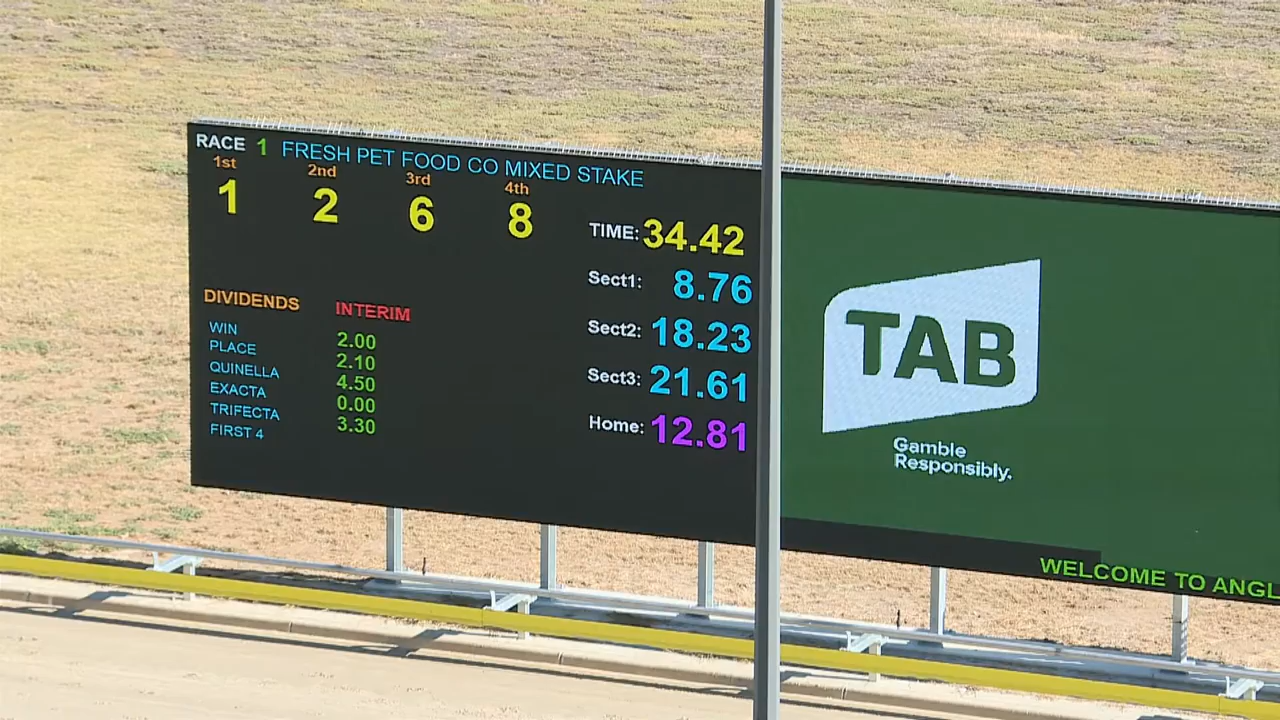 RACE 1 FRESH PET FOOD CO MIXED STAKE
1st 2nd 3rd 4th
1 2 6 8
TIME: 34.42
Sect1: 8.76
Sect2: 18.23
Sect3: 21.61
Home: 12.81
DIVIDENDS INTERIM
WIN 2.00
PLACE 2.10
QUINELLA 4.50
EXACTA 0.00
TRIFECTA 3.30
FIRST 4
TAB
Gamble
Responsibly.
WELCOME TO ANGL